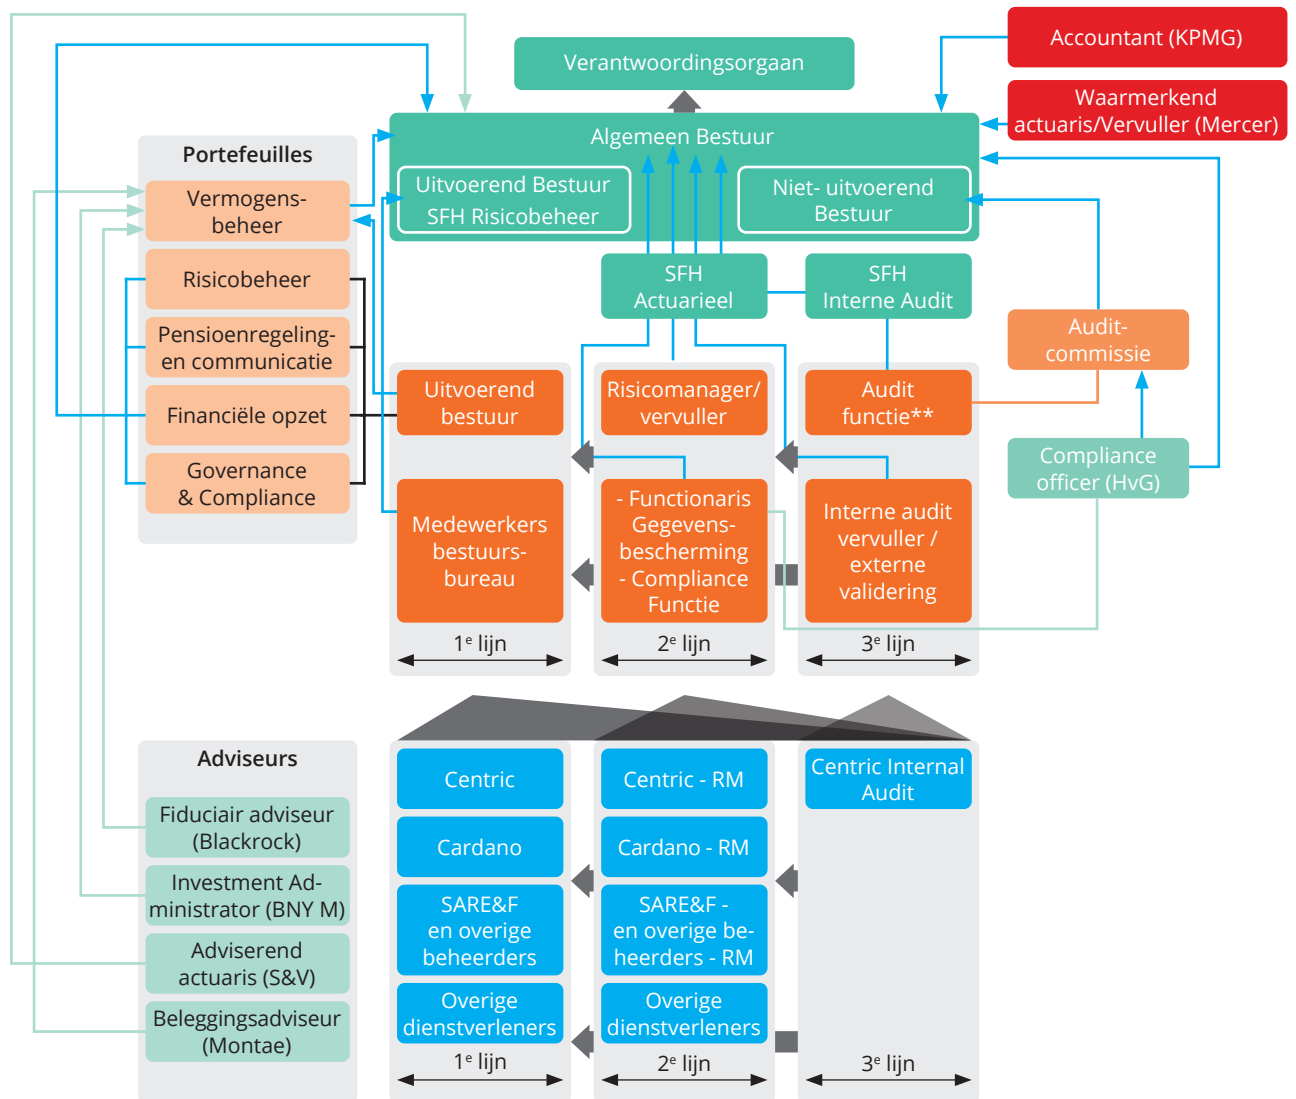 Accountant (KPMG)
Verantwoordingsorgaan
Waarmerkend
actuaris/Vervuller (Mercer)
Algemeen Bestuur
Uitvoerend Bestuur
SFH Risicobeheer
Niet- uitvoerend
Bestuur
Portefeuilles
Vermogens-
beheer
Risicobeheer
Pensioenregeling-
en communicatie
Financiële opzet
Governance
& Compliance
SFH
Actuarieel
SFH
Interne Audit
Audit-
commissie
Compliance
officer (HvG)
Uitvoerend
bestuur
Risicomanager/
vervuller
Audit
functie**
Medewerkers
bestuurs-
bureau
- Functionaris
Gegevens-
bescherming
- Compliance
Functie
Interne audit
vervuller /
externe
validering
1e lijn
2e lijn
3e lijn
Adviseurs
Fiduciair adviseur
(Blackrock)
Investment Ad-
ministrator (BNY M)
Adviserend
actuaris (S&V)
Beleggingsadviseur
(Montae)
Centric
Cardano
SARE&F
en overige
beheerders
Overige
dienstverleners
1e lijn
Centric - RM
Cardano - RM
SARE&F -
en overige be-
heerders - RM
Overige
dienstverleners
2e lijn
Centric Internal
Audit
3e lijn